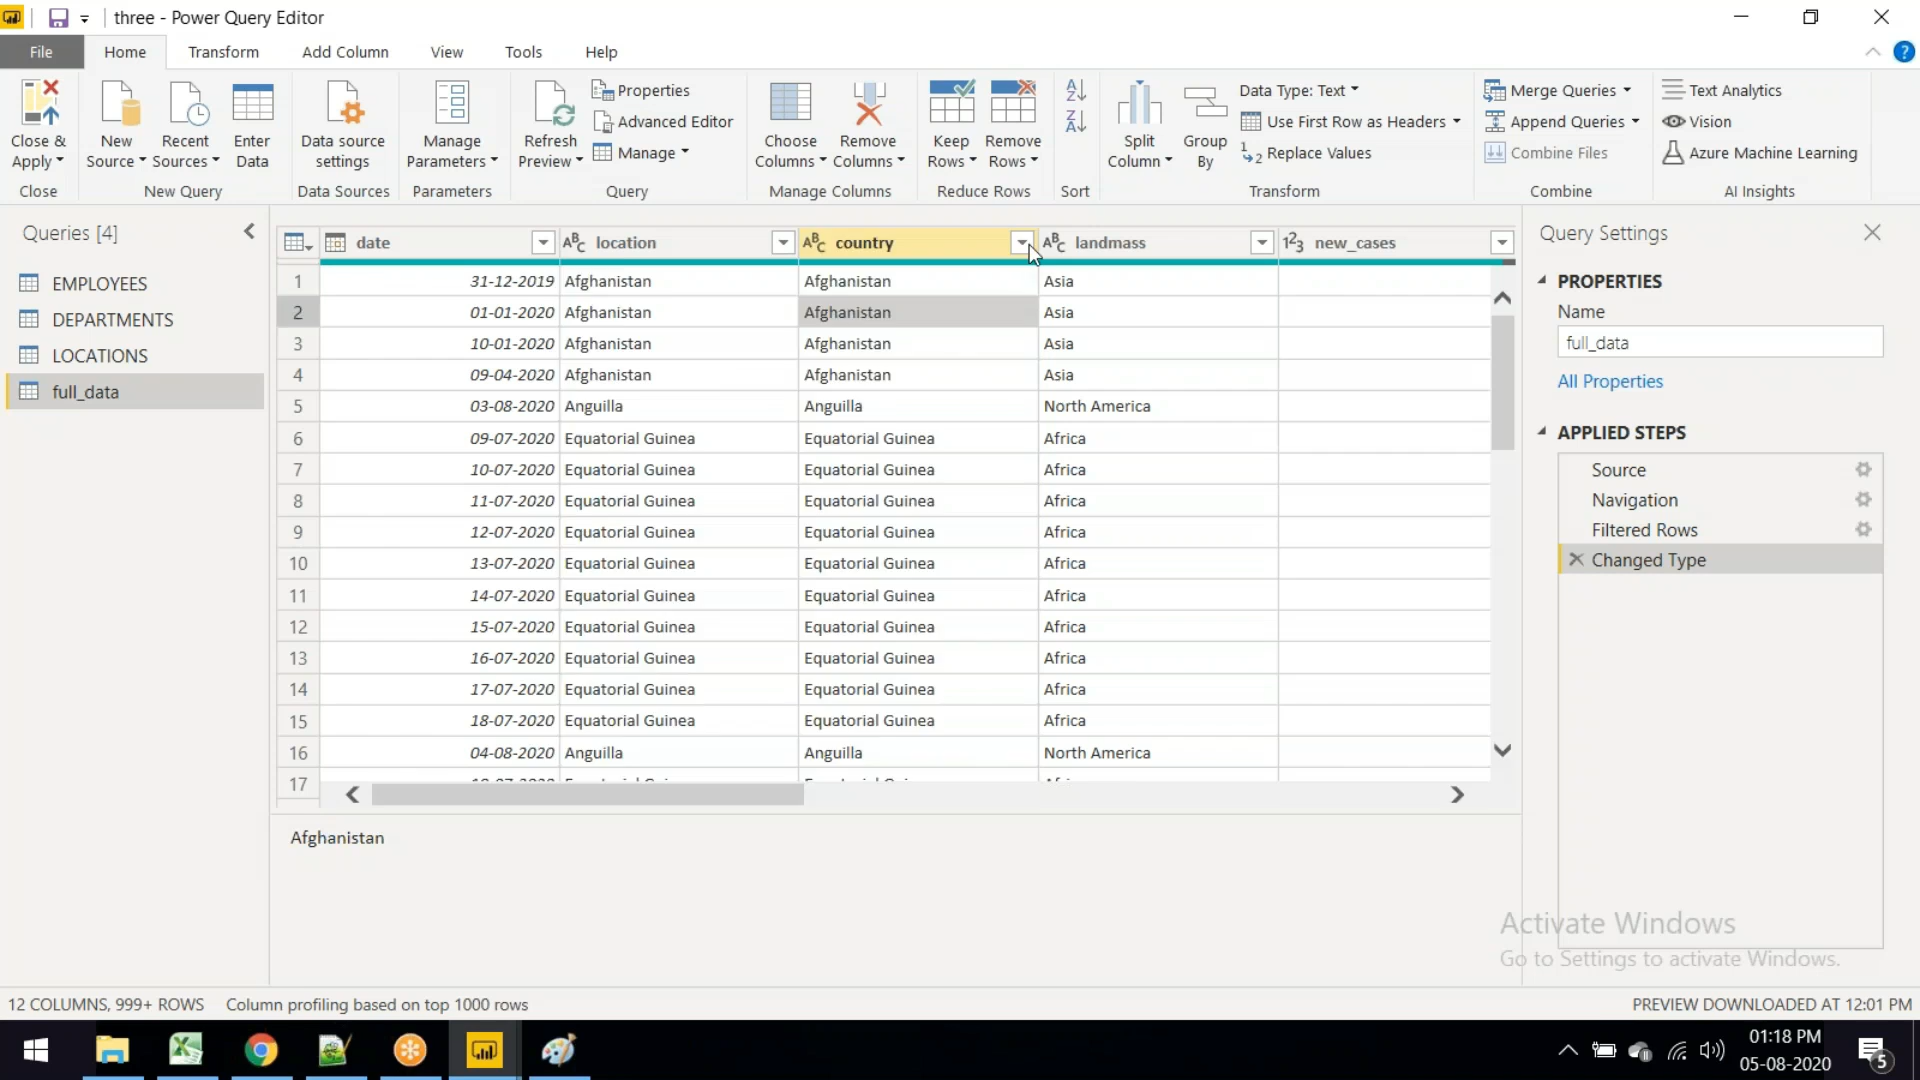 three - Power Query Editor
File Home Transform Add Column View Tools Help
Close & Apply
New Source
Recent Sources
Enter Data
Data source settings
Manage Parameters
Refresh Preview
Properties
Advanced Editor
Manage
Choose Columns
Remove Columns
Keep Rows
Remove Rows
Split Column
Group By
Data Type: Text
Use First Row as Headers
Replace Values
Merge Queries
Append Queries
Combine Files
Text Analytics
Vision
Azure Machine Learning
Close New Query Data Sources Parameters Query Manage Columns Reduce Rows Sort Transform Combine AI Insights
Queries [4]
EMPLOYEES
DEPARTMENTS
LOCATIONS
full_data
date ABC location ABC country ABC landmass 123 new_cases
1 31-12-2019 Afghanistan Afghanistan Asia
2 01-01-2020 Afghanistan Afghanistan Asia
3 10-01-2020 Afghanistan Afghanistan Asia
4 09-04-2020 Afghanistan Afghanistan Asia
5 03-08-2020 Anguilla Anguilla North America
6 09-07-2020 Equatorial Guinea Equatorial Guinea Africa
7 10-07-2020 Equatorial Guinea Equatorial Guinea Africa
8 11-07-2020 Equatorial Guinea Equatorial Guinea Africa
9 12-07-2020 Equatorial Guinea Equatorial Guinea Africa
10 13-07-2020 Equatorial Guinea Equatorial Guinea Africa
11 14-07-2020 Equatorial Guinea Equatorial Guinea Africa
12 15-07-2020 Equatorial Guinea Equatorial Guinea Africa
13 16-07-2020 Equatorial Guinea Equatorial Guinea Africa
14 17-07-2020 Equatorial Guinea Equatorial Guinea Africa
15 18-07-2020 Equatorial Guinea Equatorial Guinea Africa
16 04-08-2020 Anguilla Anguilla North America
17
Afghanistan
Query Settings
PROPERTIES
Name
full_data
All Properties
APPLIED STEPS
Source
Navigation
Filtered Rows
Changed Type
Activate Windows
Go to Settings to activate Windows.
12 COLUMNS, 999+ ROWS Column profiling based on top 1000 rows
PREVIEW DOWNLOADED AT 12:01 PM
01:18 PM
05-08-2020
5